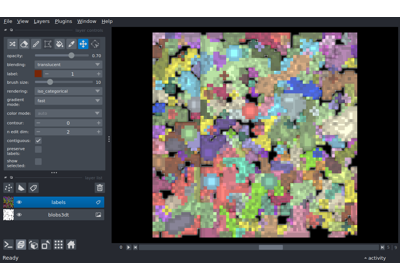 File View Layers Plugins Window Help
opacity: 0.70
blending: translucent
label: 1
brush size: 10
rendering: iso_categorical
gradient mode: fast
color mode:
contour: 0
n edit dim: 2
contiguous:
preserve labels:
show selected:
labels
blobs3dt
Ready
activity